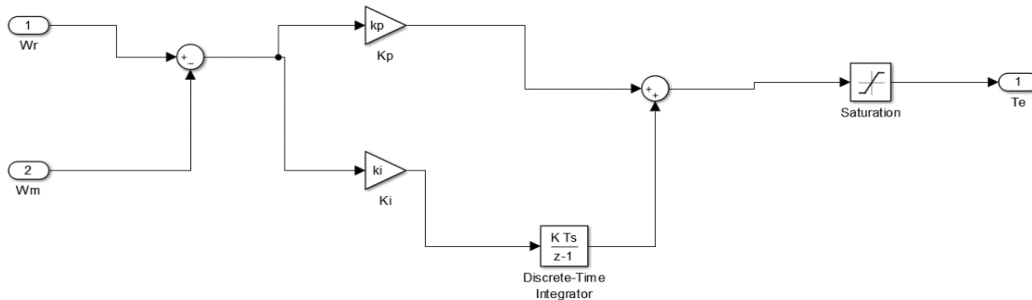 1
Wr
+
−
kp
Kp
+
+
Saturation
1
Te
2
Wm
ki
Ki
K Ts
z-1
Discrete-Time
Integrator